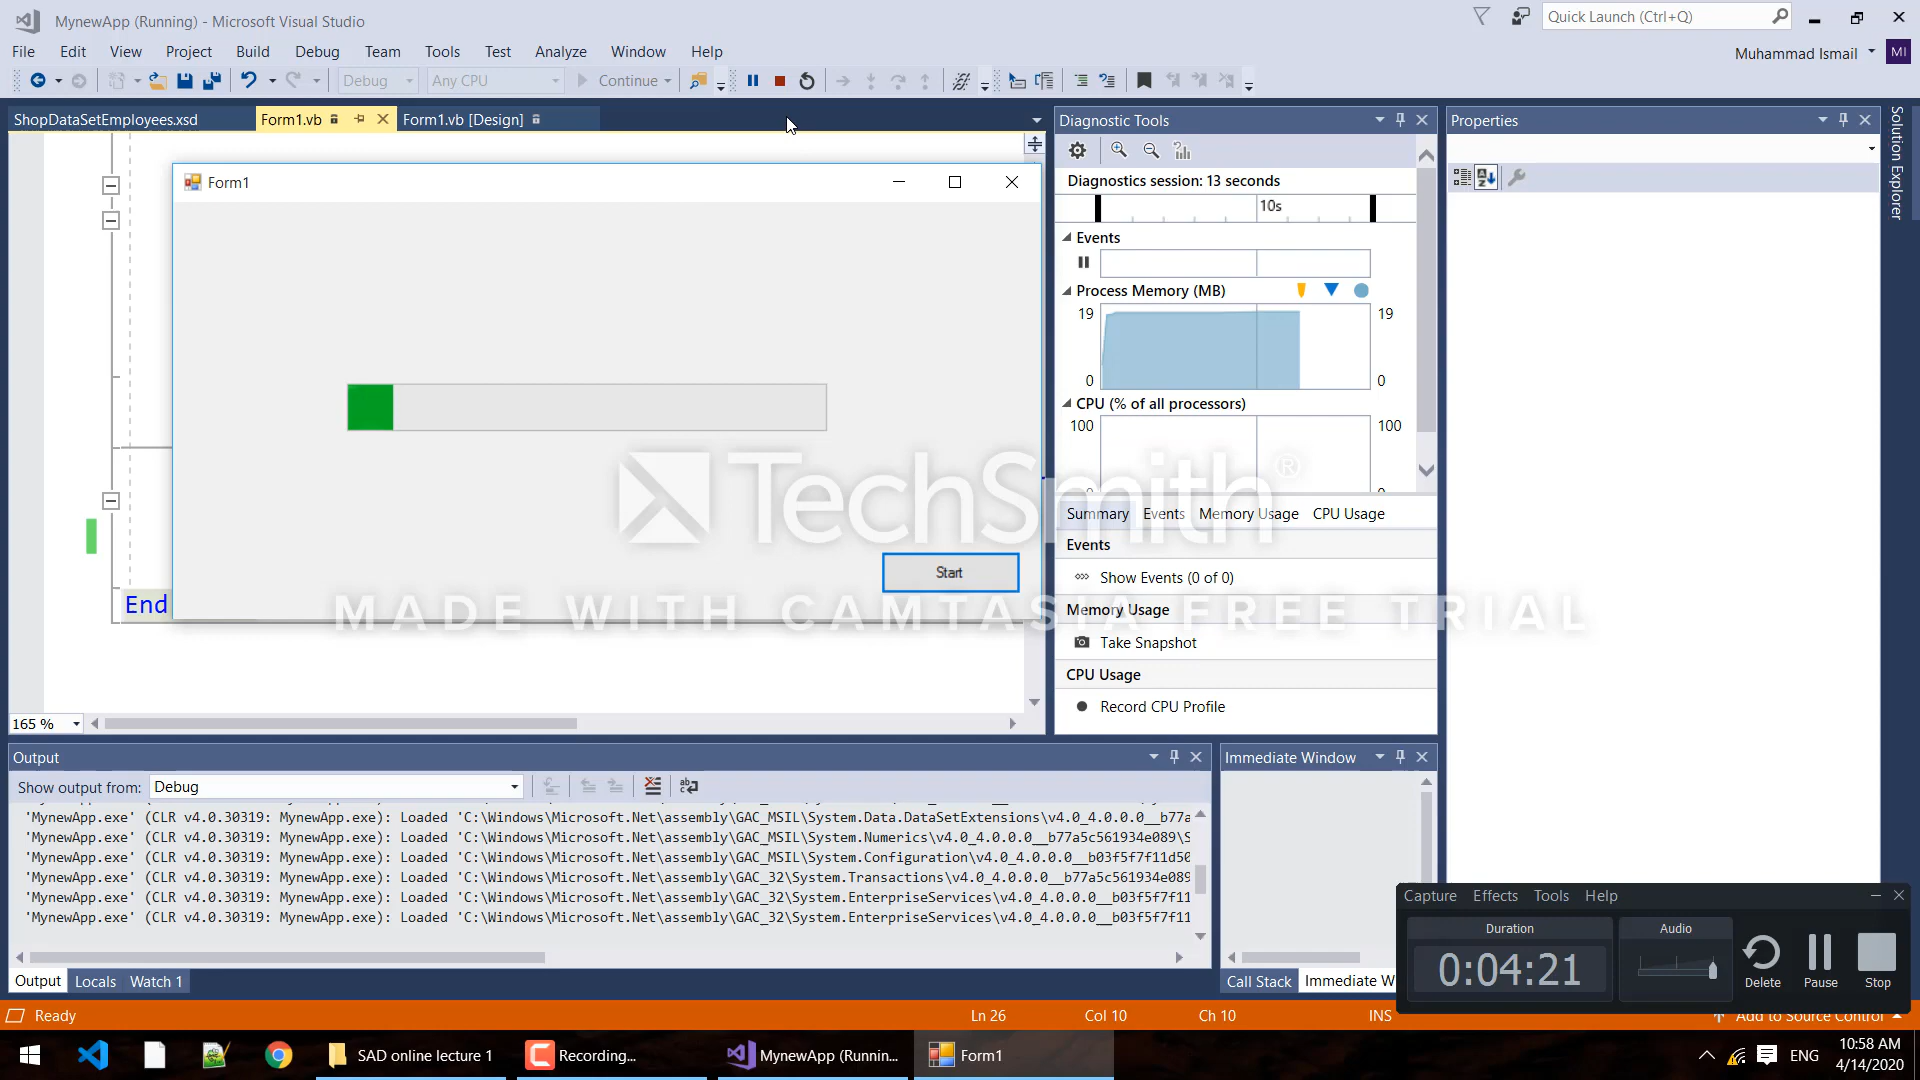 MynewApp (Running) - Microsoft Visual Studio
Quick Launch (Ctrl+Q)
File Edit View Project Build Debug Team Tools Test Analyze Window Help
Muhammad Ismail MI
Debug Any CPU Continue
ShopDataSetEmployees.xsd Form1.vb Form1.vb [Design]
Form1
Start
End
165 %
Diagnostic Tools
Diagnostics session: 13 seconds
10s
Events
Process Memory (MB)
19 19
0 0
CPU (% of all processors)
100 100
Summary Events Memory Usage CPU Usage
Events
Show Events (0 of 0)
Memory Usage
Take Snapshot
CPU Usage
Record CPU Profile
Properties
Solution Explorer
TechSmith®
MADE WITH CAMTASIA FREE TRIAL
Output
Show output from: Debug
'MynewApp.exe' (CLR v4.0.30319: MynewApp.exe): Loaded 'C:\Windows\Microsoft.Net\assembly\GAC_MSIL\System.Data.DataSetExtensions\v4.0_4.0.0.0__b77a
'MynewApp.exe' (CLR v4.0.30319: MynewApp.exe): Loaded 'C:\Windows\Microsoft.Net\assembly\GAC_MSIL\System.Numerics\v4.0_4.0.0.0__b77a5c561934e089\S
'MynewApp.exe' (CLR v4.0.30319: MynewApp.exe): Loaded 'C:\Windows\Microsoft.Net\assembly\GAC_MSIL\System.Configuration\v4.0_4.0.0.0__b03f5f7f11d50
'MynewApp.exe' (CLR v4.0.30319: MynewApp.exe): Loaded 'C:\Windows\Microsoft.Net\assembly\GAC_32\System.Transactions\v4.0_4.0.0.0__b77a5c561934e089
'MynewApp.exe' (CLR v4.0.30319: MynewApp.exe): Loaded 'C:\Windows\Microsoft.Net\assembly\GAC_32\System.EnterpriseServices\v4.0_4.0.0.0__b03f5f7f11
'MynewApp.exe' (CLR v4.0.30319: MynewApp.exe): Loaded 'C:\Windows\Microsoft.Net\assembly\GAC_32\System.EnterpriseServices\v4.0_4.0.0.0__b03f5f7f11
Output Locals Watch 1
Immediate Window
Call Stack Immediate W
Capture Effects Tools Help
Duration Audio
0:04:21
Delete Pause Stop
Ready Ln 26 Col 10 Ch 10 INS Add to Source Control
SAD online lecture 1 Recording... MynewApp (Runnin... Form1
ENG
10:58 AM
4/14/2020